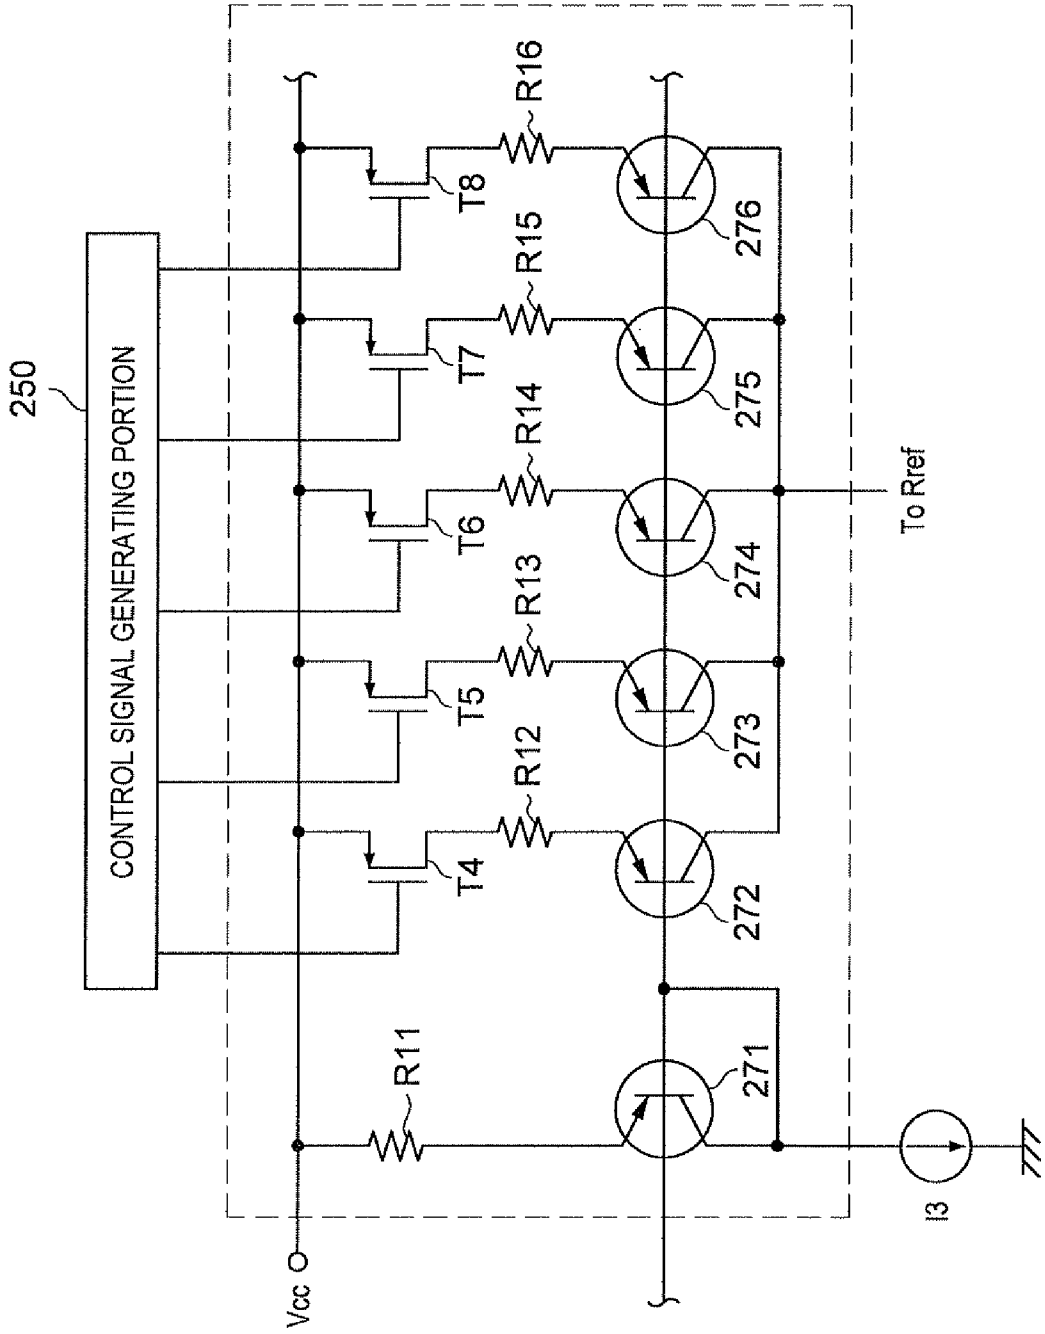 250
CONTROL SIGNAL GENERATING PORTION
Vcc
T4
T5
T6
T7
T8
R11
R12
R13
R14
R15
R16
271
272
273
274
275
276
I3
To Rref